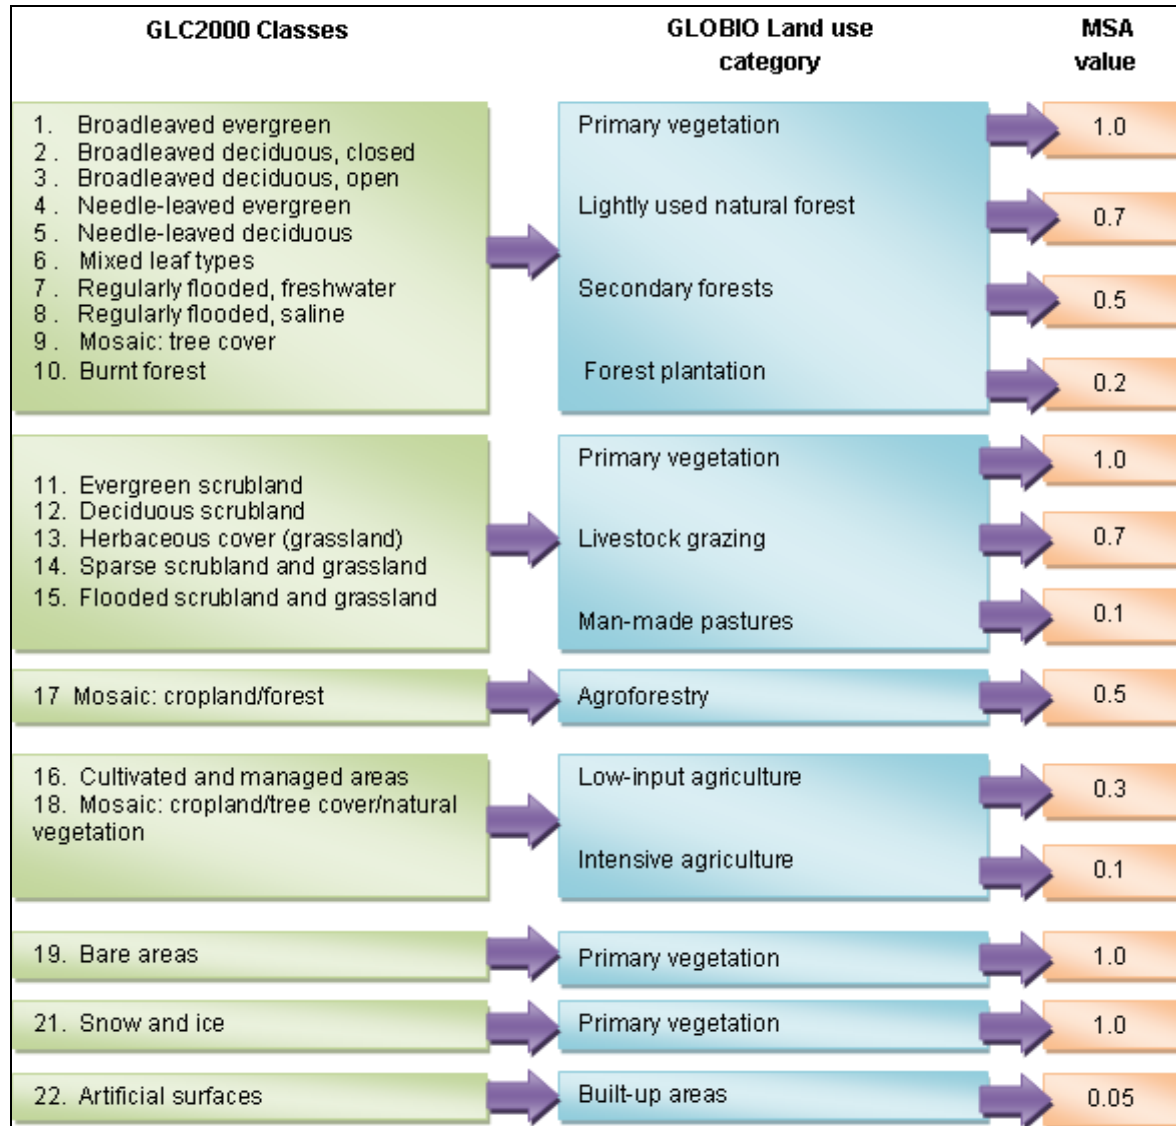 GLC2000 Classes
GLOBIO Land use
category
MSA
value
1. Broadleaved evergreen
2 . Broadleaved deciduous, closed
3 . Broadleaved deciduous, open
4 . Needle-leaved evergreen
5 . Needle-leaved deciduous
6 . Mixed leaf types
7 . Regularly flooded, freshwater
8 . Regularly flooded, saline
9 . Mosaic: tree cover
10. Burnt forest
Primary vegetation
1.0
Lightly used natural forest
0.7
Secondary forests
0.5
Forest plantation
0.2
11. Evergreen scrubland
12. Deciduous scrubland
13. Herbaceous cover (grassland)
14. Sparse scrubland and grassland
15. Flooded scrubland and grassland
Primary vegetation
1.0
Livestock grazing
0.7
Man-made pastures
0.1
17 Mosaic: cropland/forest
Agroforestry
0.5
16. Cultivated and managed areas
18. Mosaic: cropland/tree cover/natural
vegetation
Low-input agriculture
0.3
Intensive agriculture
0.1
19. Bare areas
Primary vegetation
1.0
21. Snow and ice
Primary vegetation
1.0
22. Artificial surfaces
Built-up areas
0.05